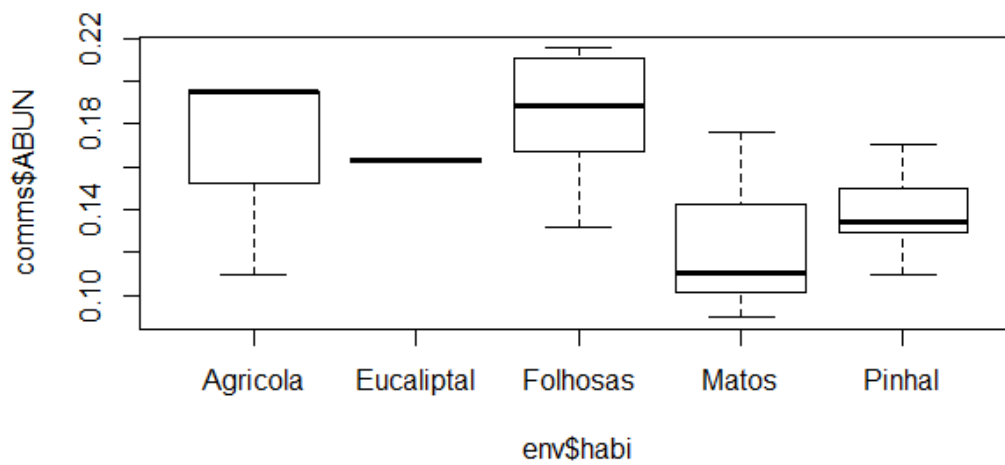 comms$ABUN
0.22
0.18
0.14
0.10
Agricola Eucaliptal Folhosas Matos Pinhal
env$habi